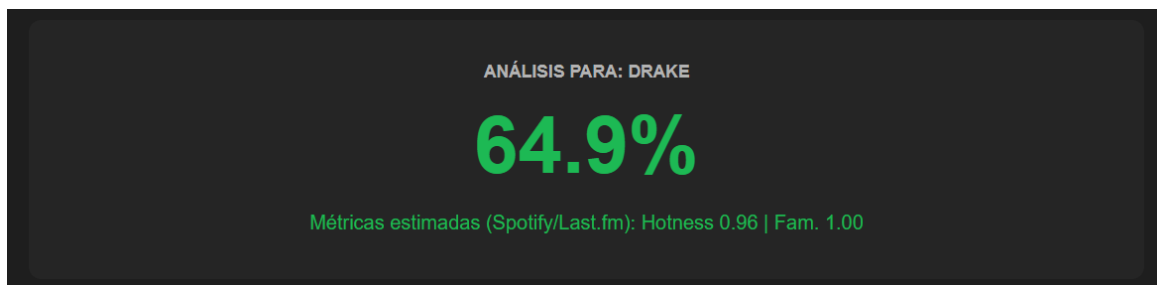 ANÁLISIS PARA: DRAKE
64.9%
Métricas estimadas (Spotify/Last.fm): Hotness 0.96 | Fam. 1.00